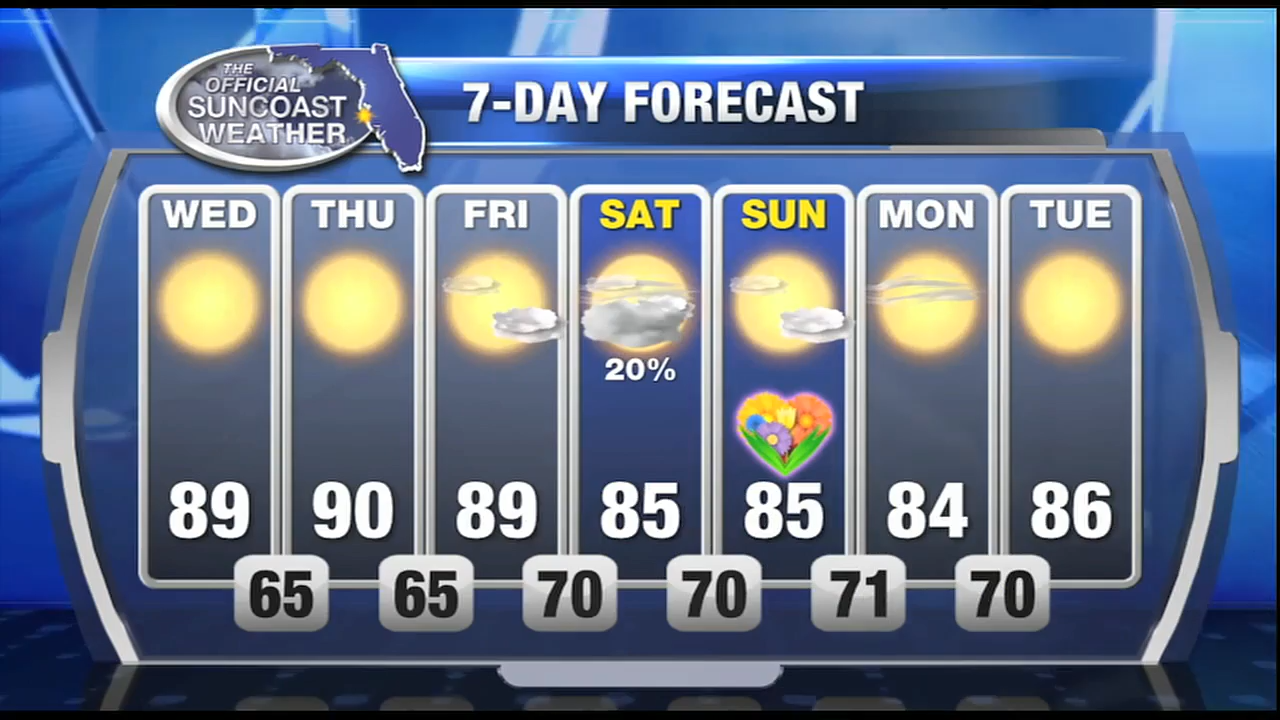 THE
OFFICIAL
SUNCOAST
WEATHER
7-DAY FORECAST
WED THU FRI SAT SUN MON TUE
20%
89 90 89 85 85 84 86
65 65 70 70 71 70